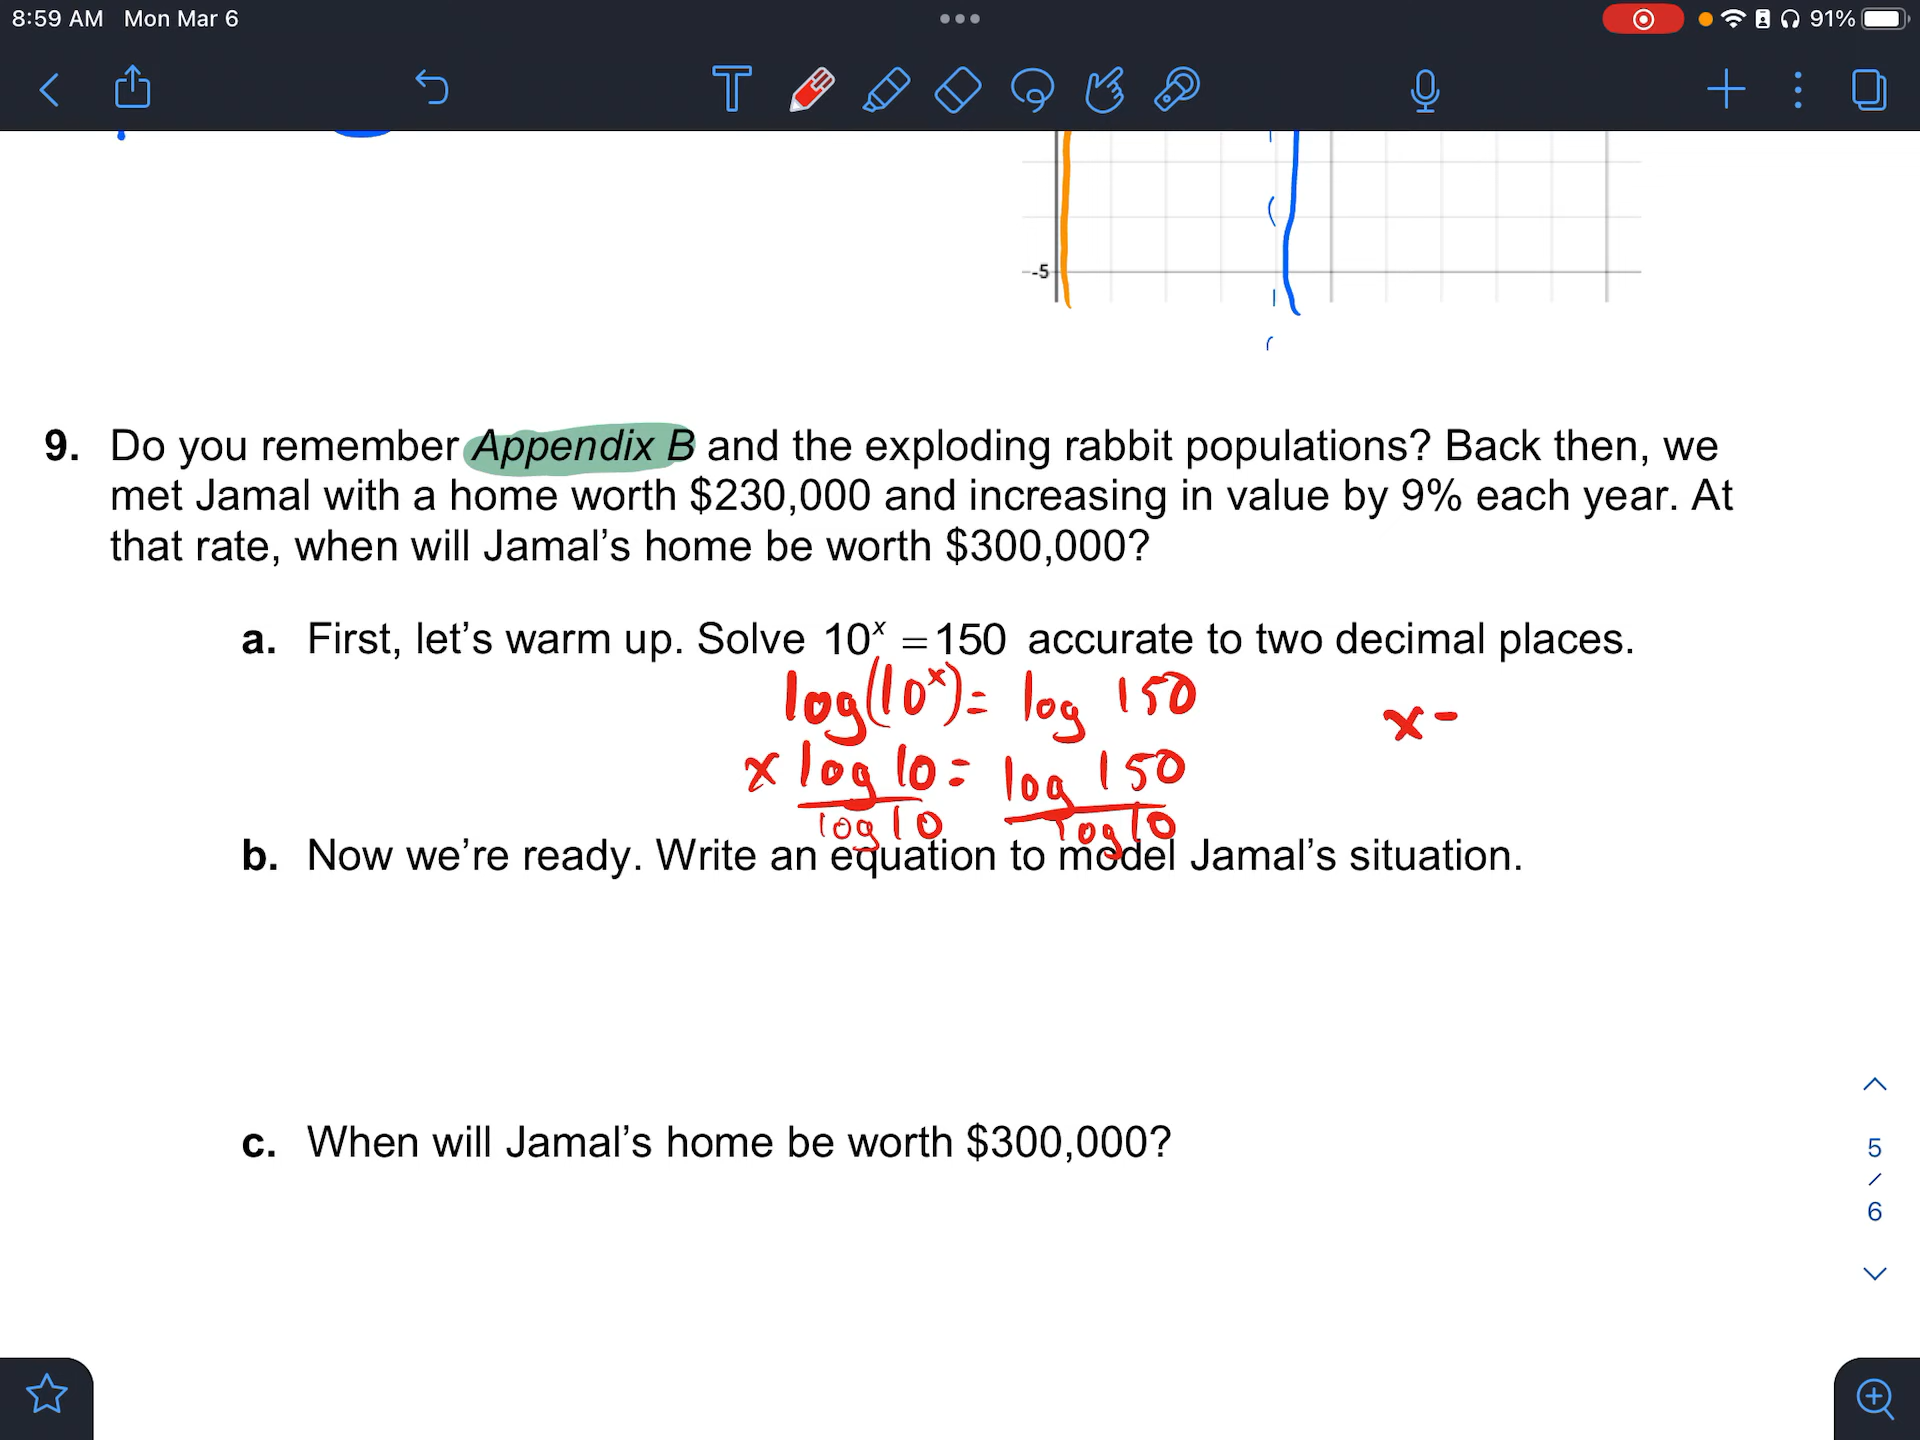 8:59 AM Mon Mar 6
91%
T
-5
9. Do you remember Appendix B and the exploding rabbit populations? Back then, we
met Jamal with a home worth $230,000 and increasing in value by 9% each year. At
that rate, when will Jamal's home be worth $300,000?
a. First, let's warm up. Solve 10^x = 150 accurate to two decimal places.
log(10^x) = log 150
x =
x log 10 = log 150
log 10 log 10
b. Now we're ready. Write an equation to model Jamal's situation.
c. When will Jamal's home be worth $300,000?
5
/
6